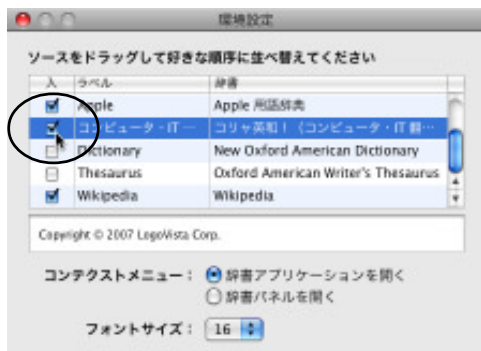 環境設定
ソースをドラッグして好きな順序に並べ替えてください
入 ラベル 辞書
Apple Apple 用語辞典
コンピュータ・IT … コリャ英和！（コンピュータ・IT 翻…
Dictionary New Oxford American Dictionary
Thesaurus Oxford American Writer's Thesaurus
Wikipedia Wikipedia
Copyright © 2007 LogoVista Corp.
コンテクストメニュー： 辞書アプリケーションを開く
辞書パネルを開く
フォントサイズ： 16